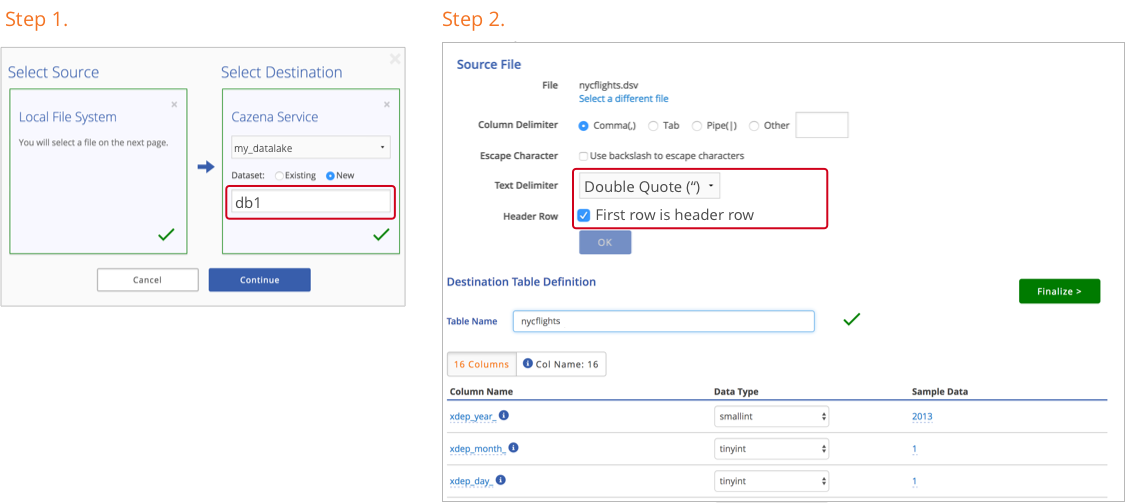 Step 1.
Select Source
Select Destination
Local File System
You will select a file on the next page.
Cazena Service
my_datalake
Dataset: Existing New
db1
Cancel
Continue
Step 2.
Source File
File nycflights.dsv
Select a different file
Column Delimiter Comma(,) Tab Pipe(|) Other
Escape Character Use backslash to escape characters
Text Delimiter Double Quote (“)
Header Row First row is header row
OK
Destination Table Definition
Finalize >
Table Name nycflights
16 Columns Col Name: 16
Column Name Data Type Sample Data
xdep_year_ smallint 2013
xdep_month_ tinyint 1
xdep_day_ tinyint 1